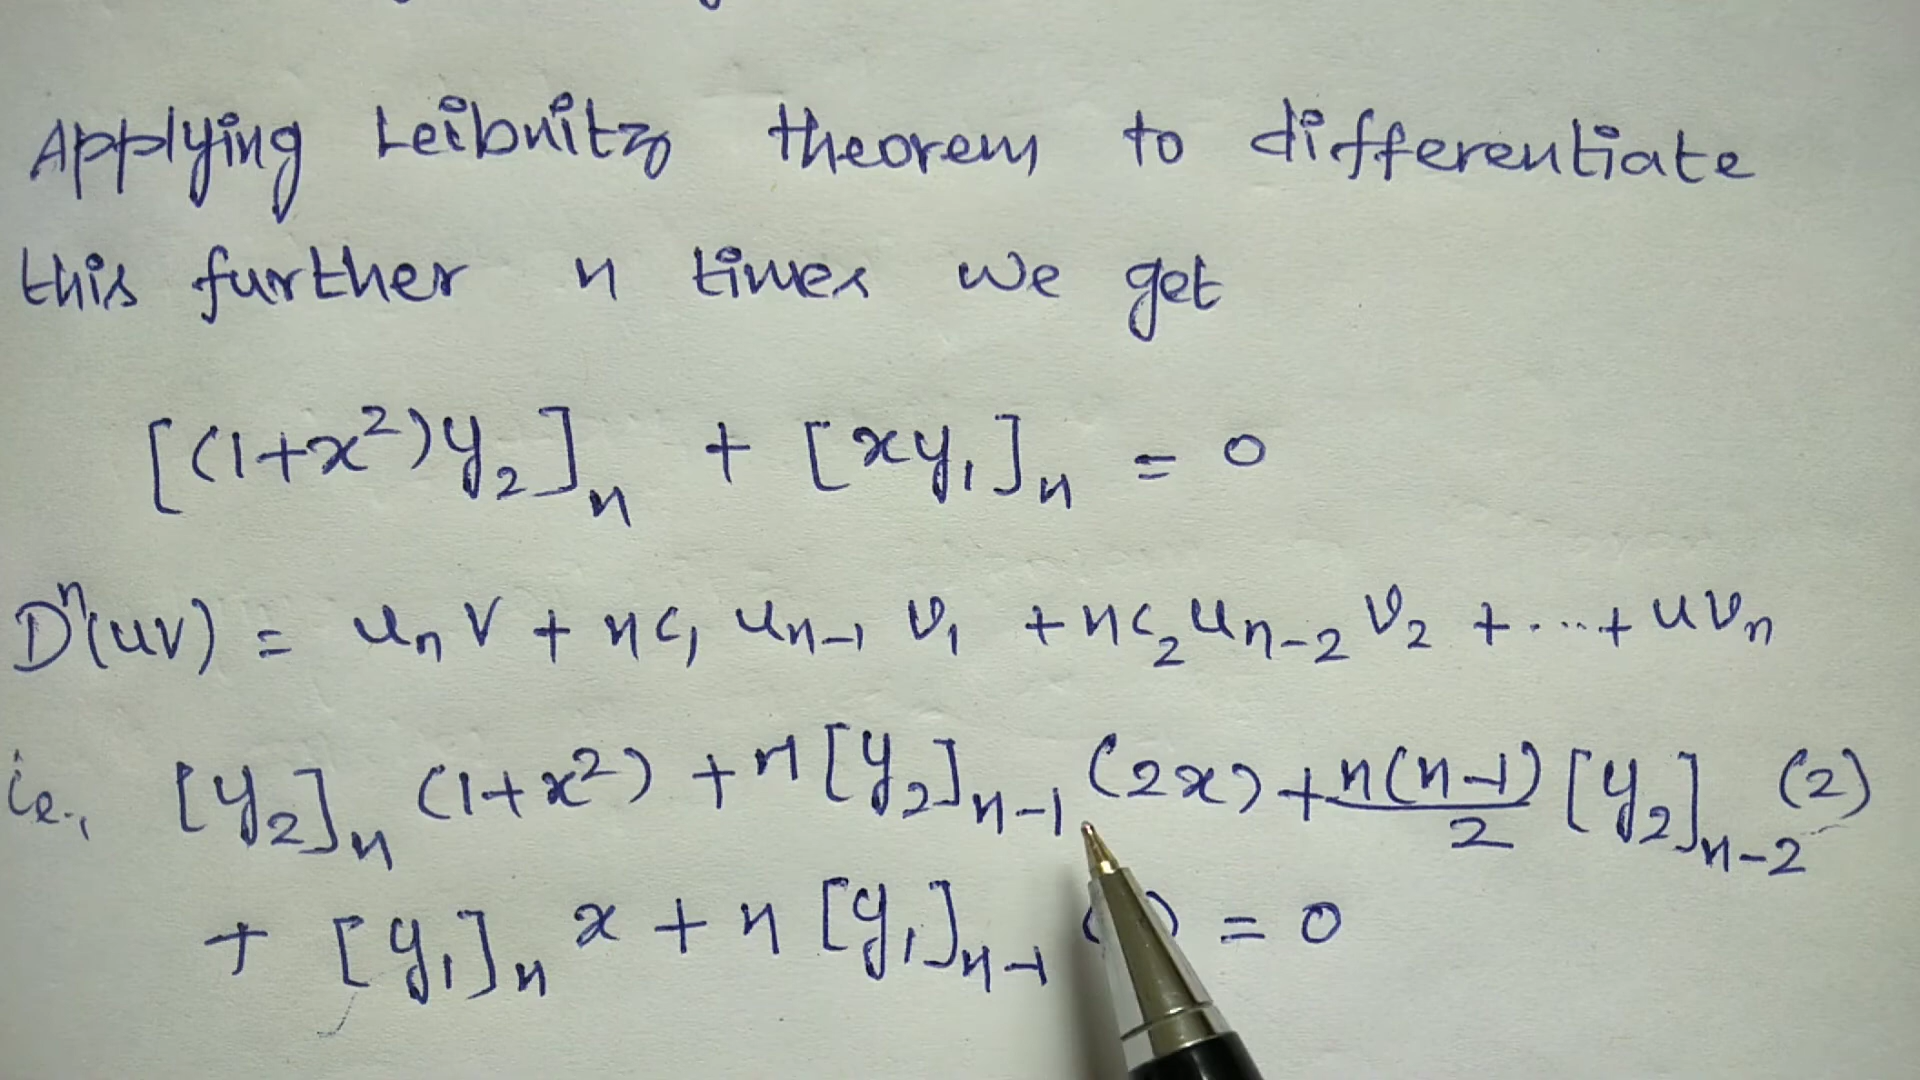 Applying Leibnitz theorem to differentiate
this further n times we get
[(1+x²)y₂]ₙ + [xy₁]ₙ = 0
Dⁿ(uv) = uₙ v + nc₁ uₙ₋₁ v₁ + nc₂ uₙ₋₂ v₂ + ... + uvₙ
ie., [y₂]ₙ (1+x²) + n [y₂]ₙ₋₁ (2x) + n(n-1)/2 [y₂]ₙ₋₂ (2)
+ [y₁]ₙ x + n [y₁]ₙ₋₁ ( ) = 0